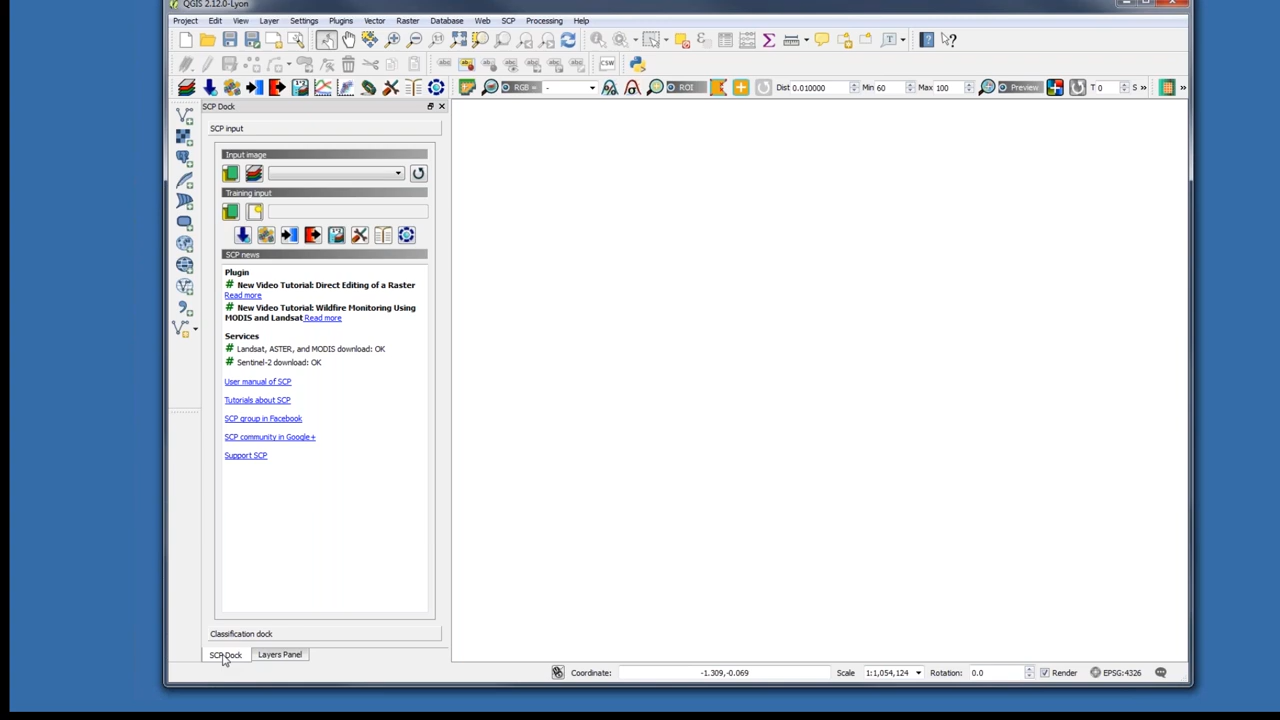 QGIS 2.12.0-Lyon
Project Edit View Layer Settings Plugins Vector Raster Database Web SCP Processing Help
RGB = - ROI Dist 0.010000 Min 60 Max 100 Preview T 0 S »
SCP Dock
SCP input
Input image
Training input
SCP news
Plugin
# New Video Tutorial: Direct Editing of a Raster
Read more
# New Video Tutorial: Wildfire Monitoring Using
MODIS and Landsat Read more
Services
# Landsat, ASTER, and MODIS download: OK
# Sentinel-2 download: OK
User manual of SCP
Tutorials about SCP
SCP group in Facebook
SCP community in Google+
Support SCP
Classification dock
SCP Dock Layers Panel
Coordinate: -1.309,-0.069 Scale 1:1,054,124 Rotation: 0.0 Render EPSG:4326